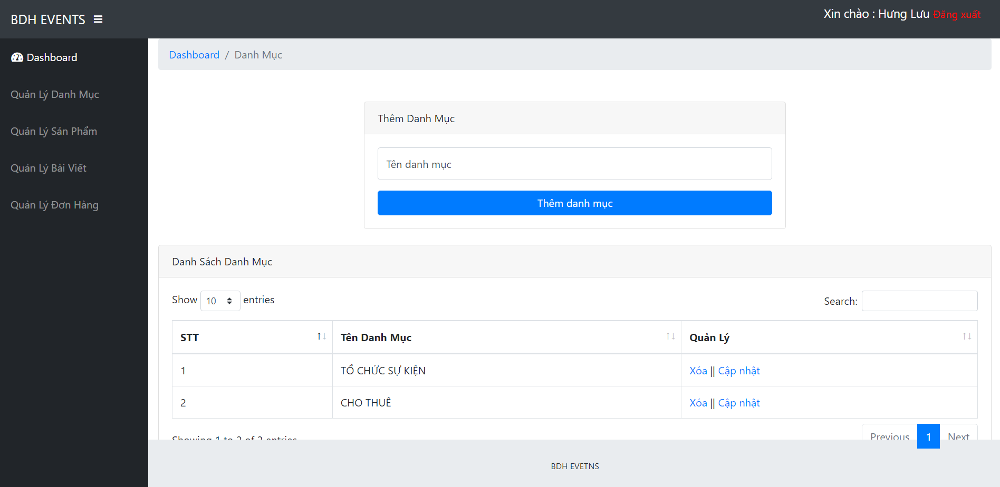 BDH EVENTS
Xin chào : Hưng Lưu Đăng xuất
Dashboard
Quản Lý Danh Mục
Quản Lý Sản Phẩm
Quản Lý Bài Viết
Quản Lý Đơn Hàng
Dashboard / Danh Mục
Thêm Danh Mục
Tên danh mục
Thêm danh mục
Danh Sách Danh Mục
Show 10 entries
Search:
STT Tên Danh Mục Quản Lý
1 TỔ CHỨC SỰ KIỆN Xóa || Cập nhật
2 CHO THUÊ Xóa || Cập nhật
Showing 1 to 2 of 2 entries
Previous 1 Next
BDH EVETNS